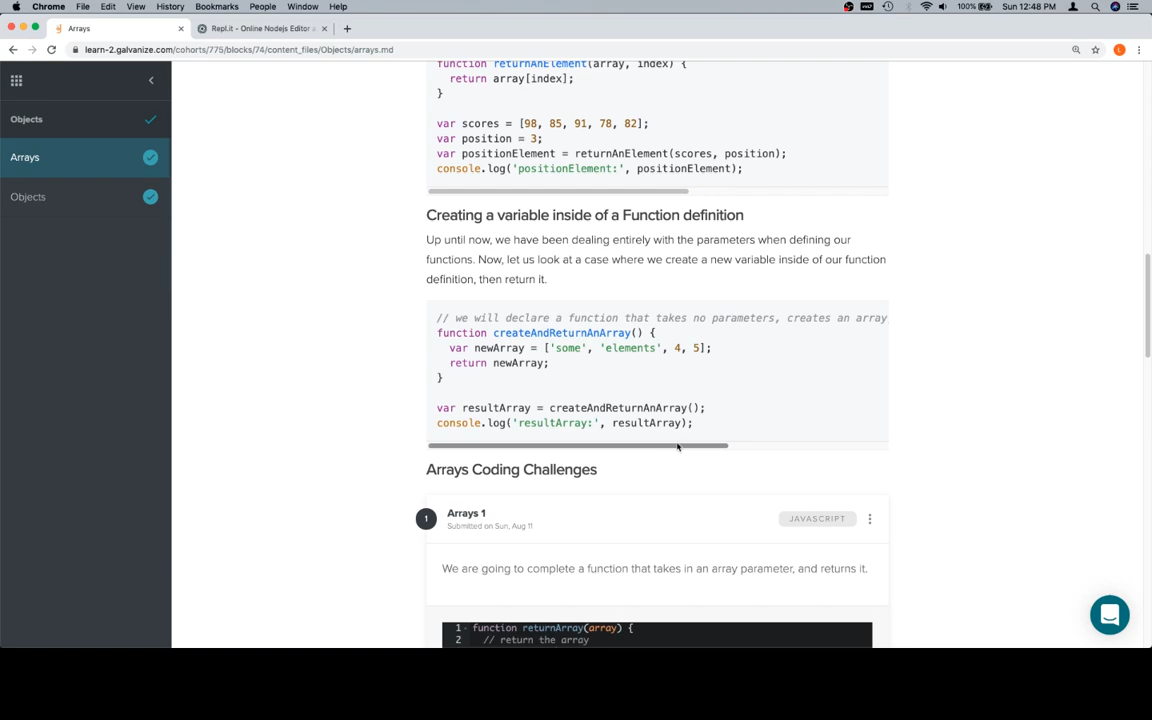 Chrome File Edit View History Bookmarks People Window Help 100% Sun 12:48 PM
Arrays
Repl.it - Online Nodejs Editor a
learn-2.galvanize.com/cohorts/775/blocks/74/content_files/Objects/arrays.md
L
Objects
Arrays
Objects
function returnAnElement(array, index) {
return array[index];
}
var scores = [98, 85, 91, 78, 82];
var position = 3;
var positionElement = returnAnElement(scores, position);
console.log('positionElement:', positionElement);
Creating a variable inside of a Function definition
Up until now, we have been dealing entirely with the parameters when defining our
functions. Now, let us look at a case where we create a new variable inside of our function
definition, then return it.
// we will declare a function that takes no parameters, creates an array
function createAndReturnAnArray() {
var newArray = ['some', 'elements', 4, 5];
return newArray;
}
var resultArray = createAndReturnAnArray();
console.log('resultArray:', resultArray);
Arrays Coding Challenges
1
Arrays 1
Submitted on Sun, Aug 11
JAVASCRIPT
We are going to complete a function that takes in an array parameter, and returns it.
1 function returnArray(array) {
2 // return the array